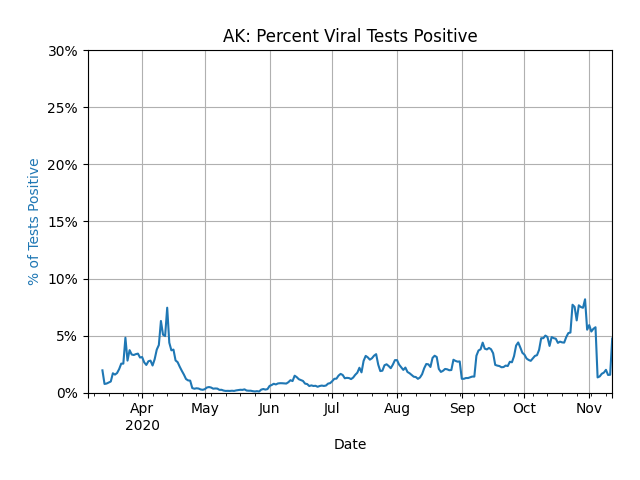 AK: Percent Viral Tests Positive
30%
25%
20%
15%
10%
5%
0%
% of Tests Positive
Apr
2020
May
Jun
Jul
Aug
Sep
Oct
Nov
Date